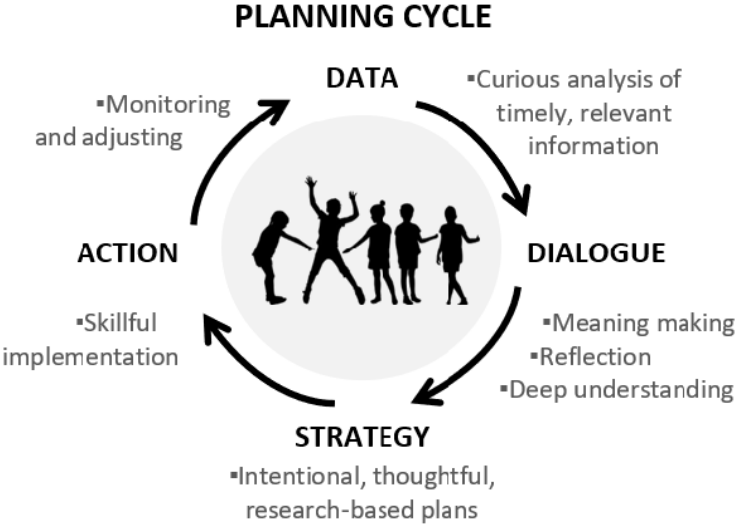 PLANNING CYCLE
DATA
▪Curious analysis of
timely, relevant
information
DIALOGUE
▪Meaning making
▪Reflection
▪Deep understanding
STRATEGY
▪Intentional, thoughtful,
research-based plans
ACTION
▪Skillful
implementation
▪Monitoring
and adjusting